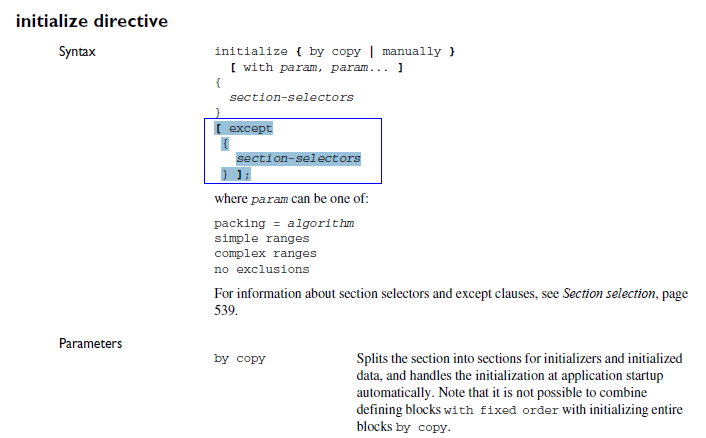 initialize directive
Syntax
initialize { by copy | manually }
[ with param, param... ]
{
section-selectors
}
[ except
{
section-selectors
} ];
where param can be one of:
packing = algorithm
simple ranges
complex ranges
no exclusions
For information about section selectors and except clauses, see Section selection, page
539.
Parameters
by copy
Splits the section into sections for initializers and initialized
data, and handles the initialization at application startup
automatically. Note that it is not possible to combine
defining blocks with fixed order with initializing entire
blocks by copy.